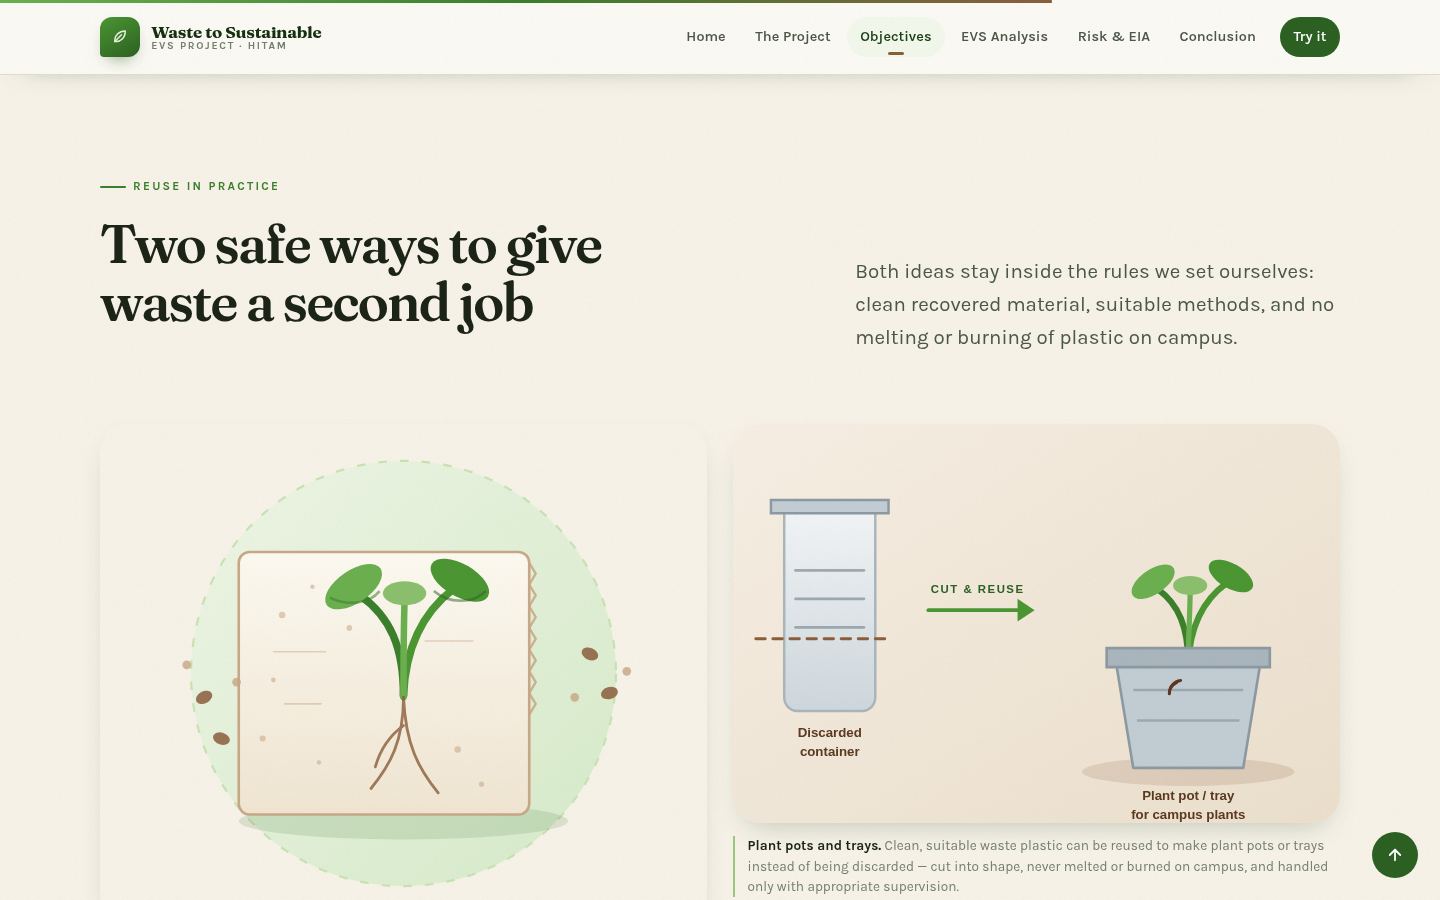 Waste to Sustainable
EVS PROJECT · HITAM
Home
The Project
Objectives
EVS Analysis
Risk & EIA
Conclusion
Try it
REUSE IN PRACTICE
Two safe ways to give
waste a second job
Both ideas stay inside the rules we set ourselves:
clean recovered material, suitable methods, and no
melting or burning of plastic on campus.
CUT & REUSE
Discarded
container
Plant pot / tray
for campus plants
Plant pots and trays. Clean, suitable waste plastic can be reused to make plant pots or trays
instead of being discarded — cut into shape, never melted or burned on campus, and handled
only with appropriate supervision.